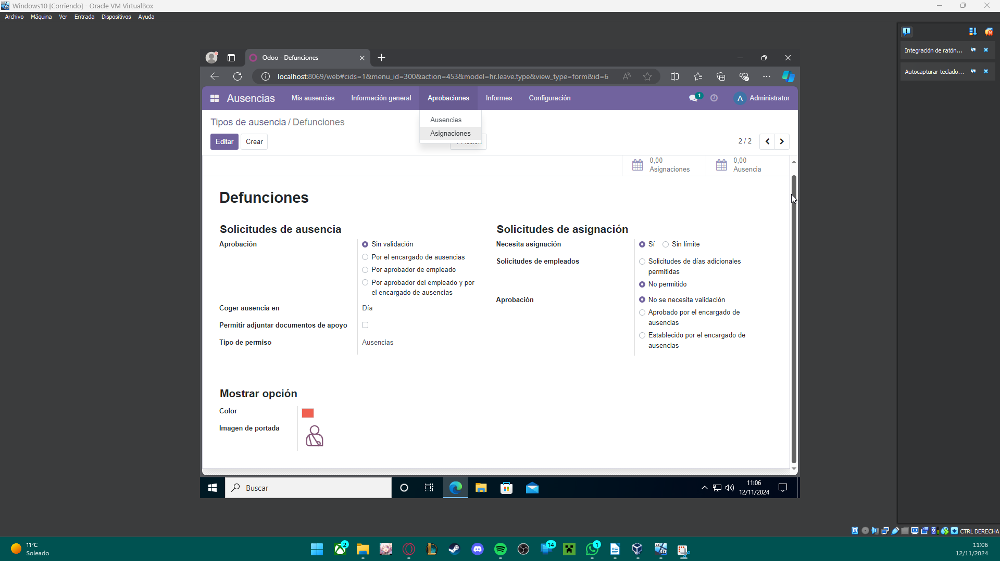 Windows10 [Corriendo] - Oracle VM VirtualBox
Archivo Máquina Ver Entrada Dispositivos Ayuda
Integración de ratón...
Autocapturar teclado...
Odoo - Defunciones
localhost:8069/web#cids=1&menu_id=300&action=453&model=hr.leave.type&view_type=form&id=6
Ausencias Mis ausencias Información general Aprobaciones Informes Configuración 1 A Administrator
Tipos de ausencia / Defunciones
Ausencias
Asignaciones
Editar Crear
2 / 2
0,00
Asignaciones
0,00
Ausencia
Defunciones
Solicitudes de ausencia
Aprobación
Sin validación
Por el encargado de ausencias
Por aprobador de empleado
Por aprobador del empleado y por
el encargado de ausencias
Coger ausencia en Día
Permitir adjuntar documentos de apoyo
Tipo de permiso Ausencias
Solicitudes de asignación
Necesita asignación Sí Sin límite
Solicitudes de empleados
Solicitudes de días adicionales
permitidas
No permitido
Aprobación
No se necesita validación
Aprobado por el encargado de
ausencias
Establecido por el encargado de
ausencias
Mostrar opción
Color
Imagen de portada
Buscar
11:06
12/11/2024
CTRL DERECHA
11°C
Soleado
2
14
1
11:06
12/11/2024